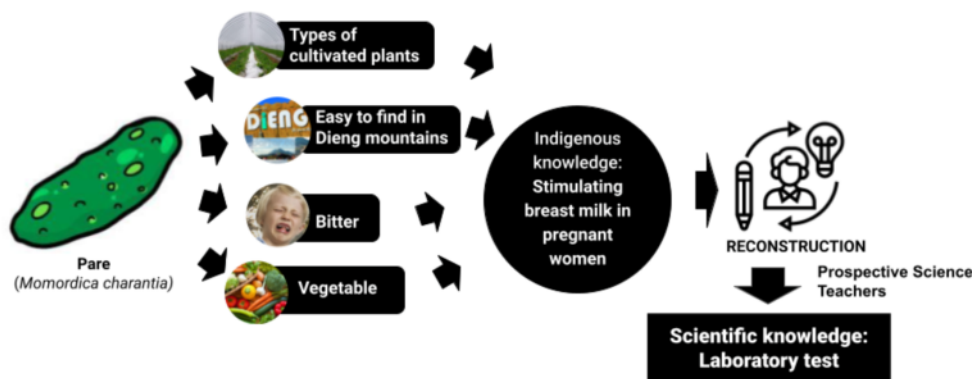 Types of
cultivated plants
DiENG
Easy to find in
Dieng mountains
Bitter
Vegetable
Pare
(Momordica charantia)
Indigenous
knowledge:
Stimulating
breast milk in
pregnant
women
RECONSTRUCTION
Prospective Science
Teachers
Scientific knowledge:
Laboratory test